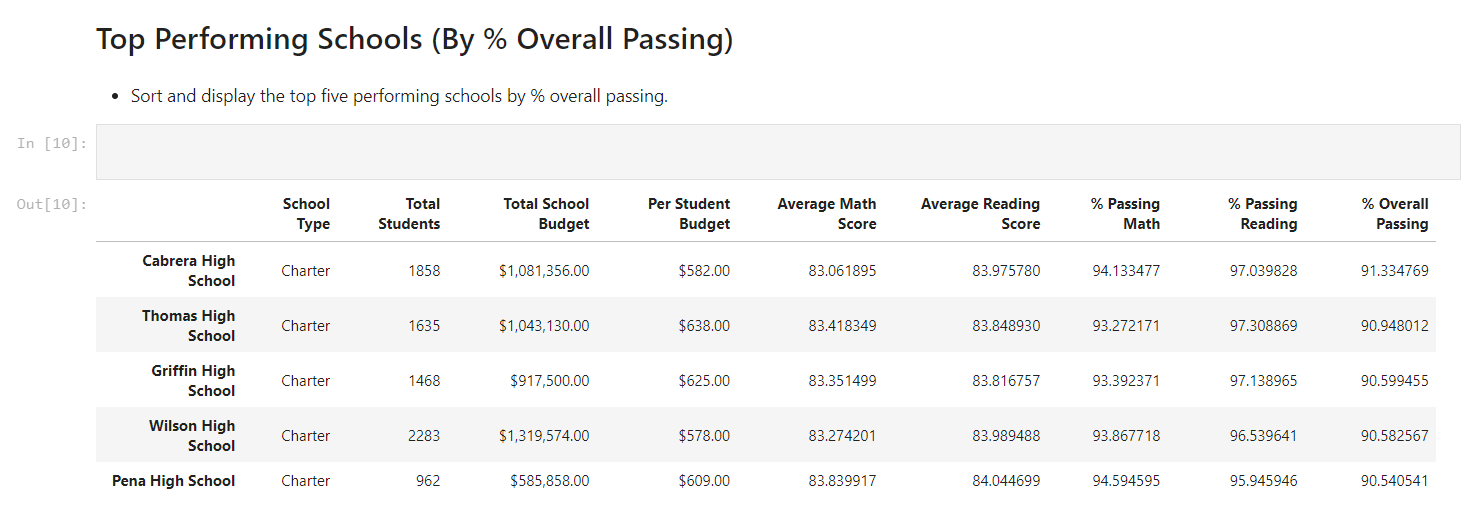 Top Performing Schools (By % Overall Passing)
• Sort and display the top five performing schools by % overall passing.
In [10]:
Out[10]:
School Total Total School Per Student Average Math Average Reading % Passing % Passing % Overall
Type Students Budget Budget Score Score Math Reading Passing
Cabrera High
School Charter 1858 $1,081,356.00 $582.00 83.061895 83.975780 94.133477 97.039828 91.334769
Thomas High
School Charter 1635 $1,043,130.00 $638.00 83.418349 83.848930 93.272171 97.308869 90.948012
Griffin High
School Charter 1468 $917,500.00 $625.00 83.351499 83.816757 93.392371 97.138965 90.599455
Wilson High
School Charter 2283 $1,319,574.00 $578.00 83.274201 83.989488 93.867718 96.539641 90.582567
Pena High School Charter 962 $585,858.00 $609.00 83.839917 84.044699 94.594595 95.945946 90.540541